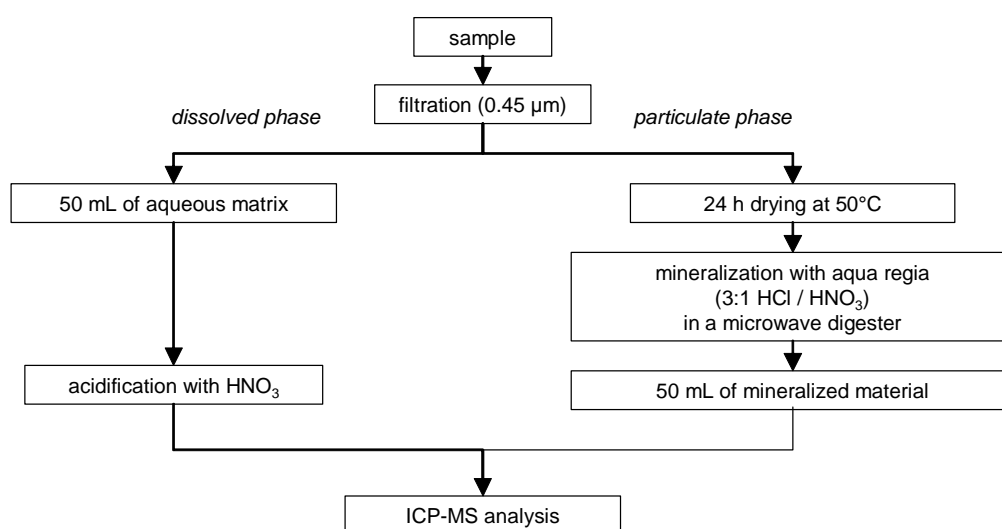 sample
filtration (0.45 µm)
dissolved phase
particulate phase
50 mL of aqueous matrix
24 h drying at 50°C
mineralization with aqua regia
(3:1 HCl / HNO₃)
in a microwave digester
acidification with HNO₃
50 mL of mineralized material
ICP-MS analysis